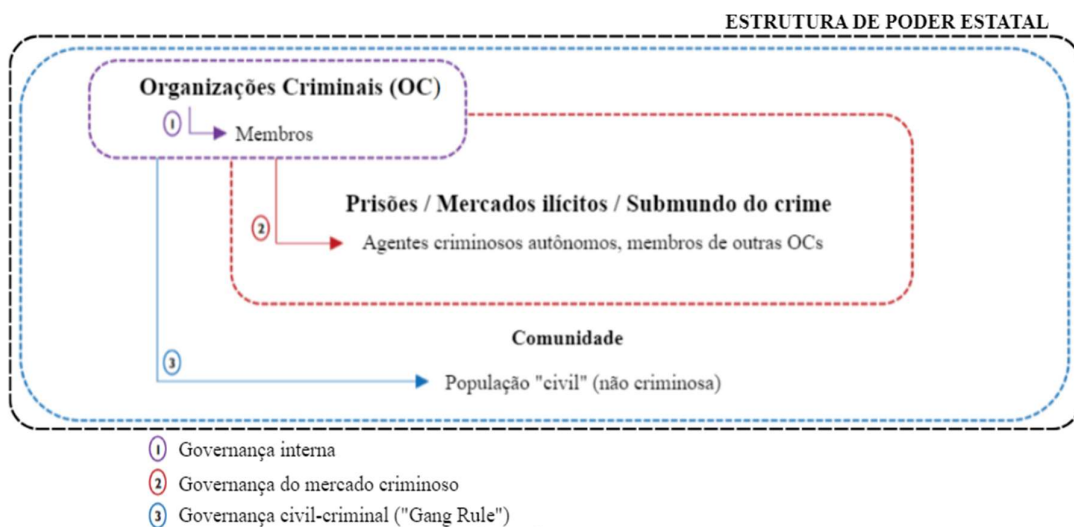 ESTRUTURA DE PODER ESTATAL
Organizações Criminais (OC)
1
Membros
Prisões / Mercados ilícitos / Submundo do crime
2
Agentes criminosos autônomos, membros de outras OCs
Comunidade
3
População "civil" (não criminosa)
1 Governança interna
2 Governança do mercado criminoso
3 Governança civil-criminal ("Gang Rule")